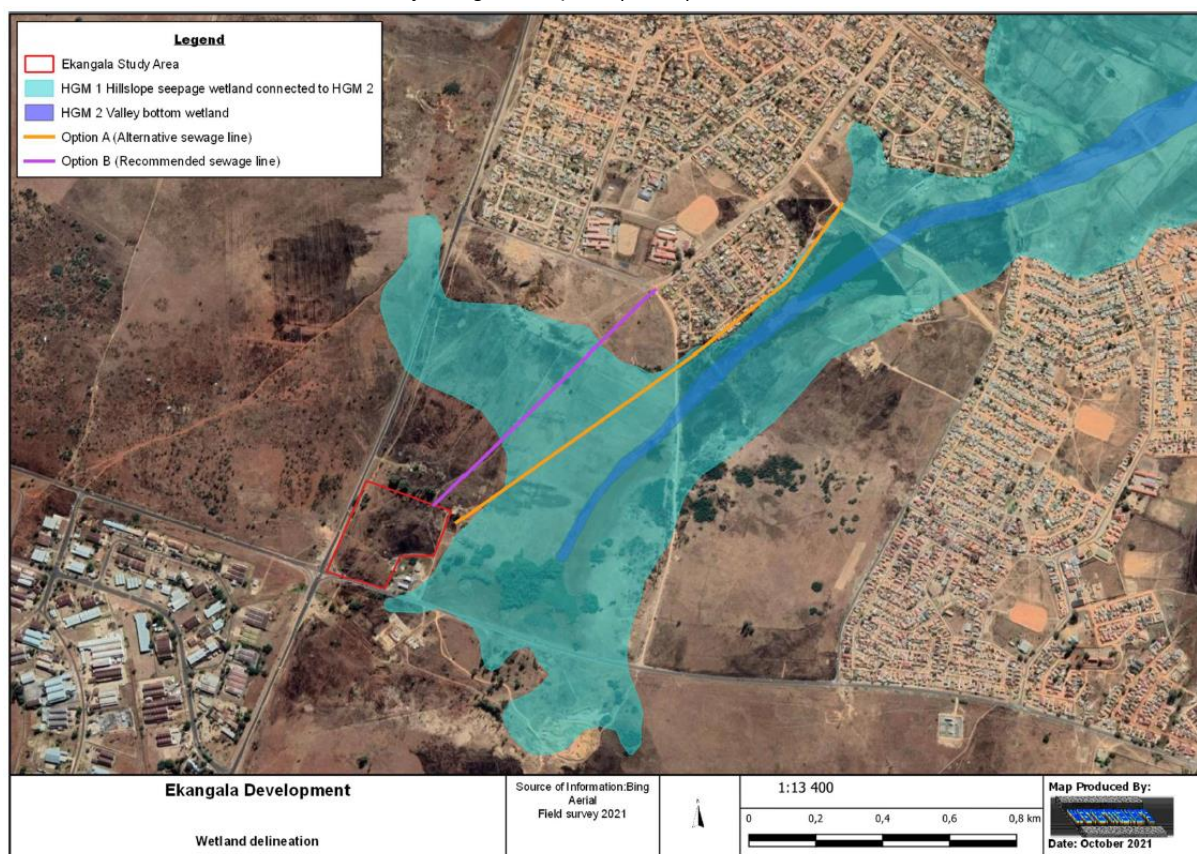 Legend
Ekangala Study Area
HGM 1 Hillslope seepage wetland connected to HGM 2
HGM 2 Valley bottom wetland
Option A (Alternative sewage line)
Option B (Recommended sewage line)
Ekangala Development
Wetland delineation
Source of Information:Bing
Aerial
Field survey 2021
1:13 400
0 0,2 0,4 0,6 0,8 km
Map Produced By:
Date: October 2021